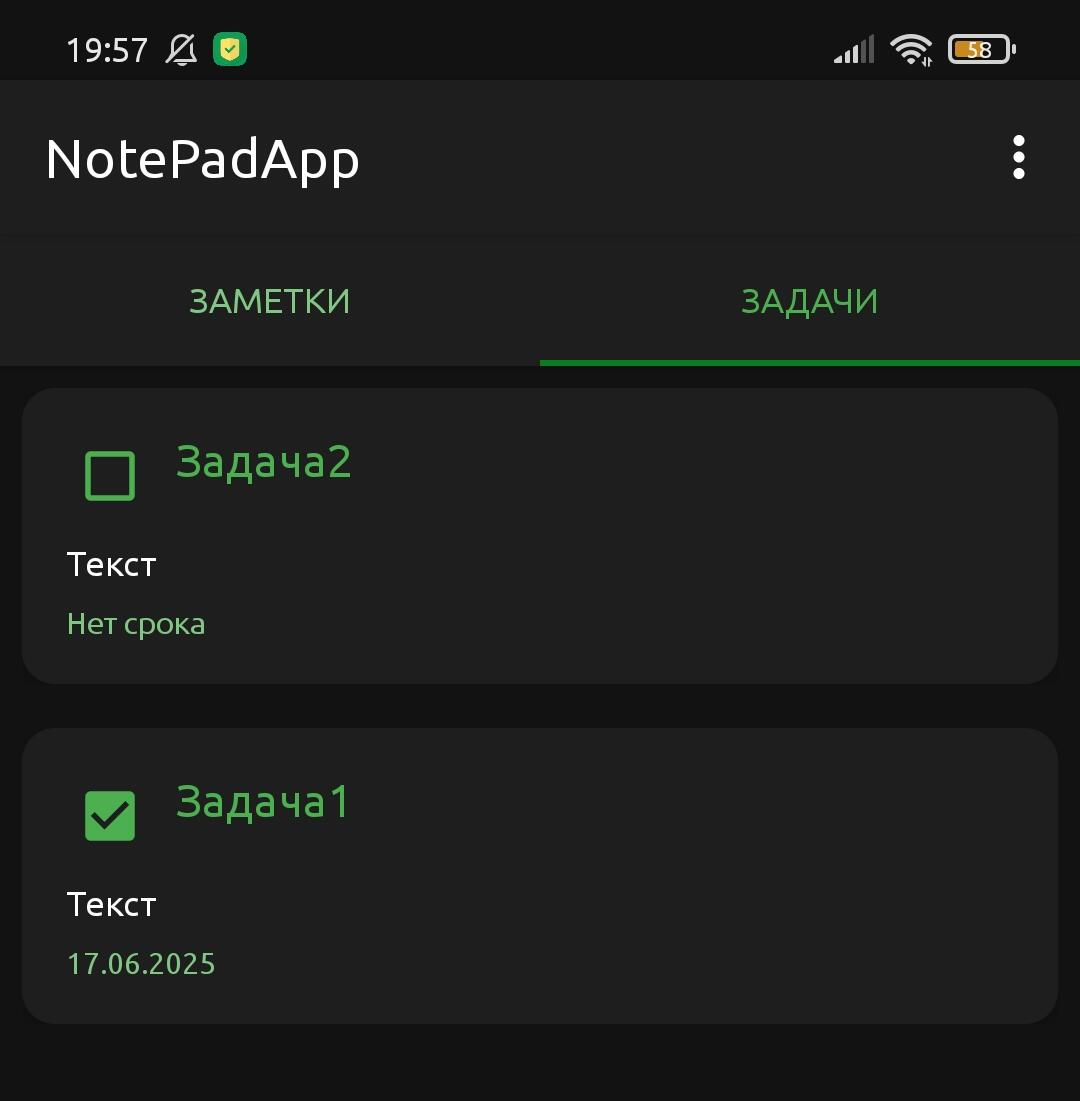 19:57 58
NotePadApp
ЗАМЕТКИ ЗАДАЧИ
Задача2
Текст
Нет срока
Задача1
Текст
17.06.2025